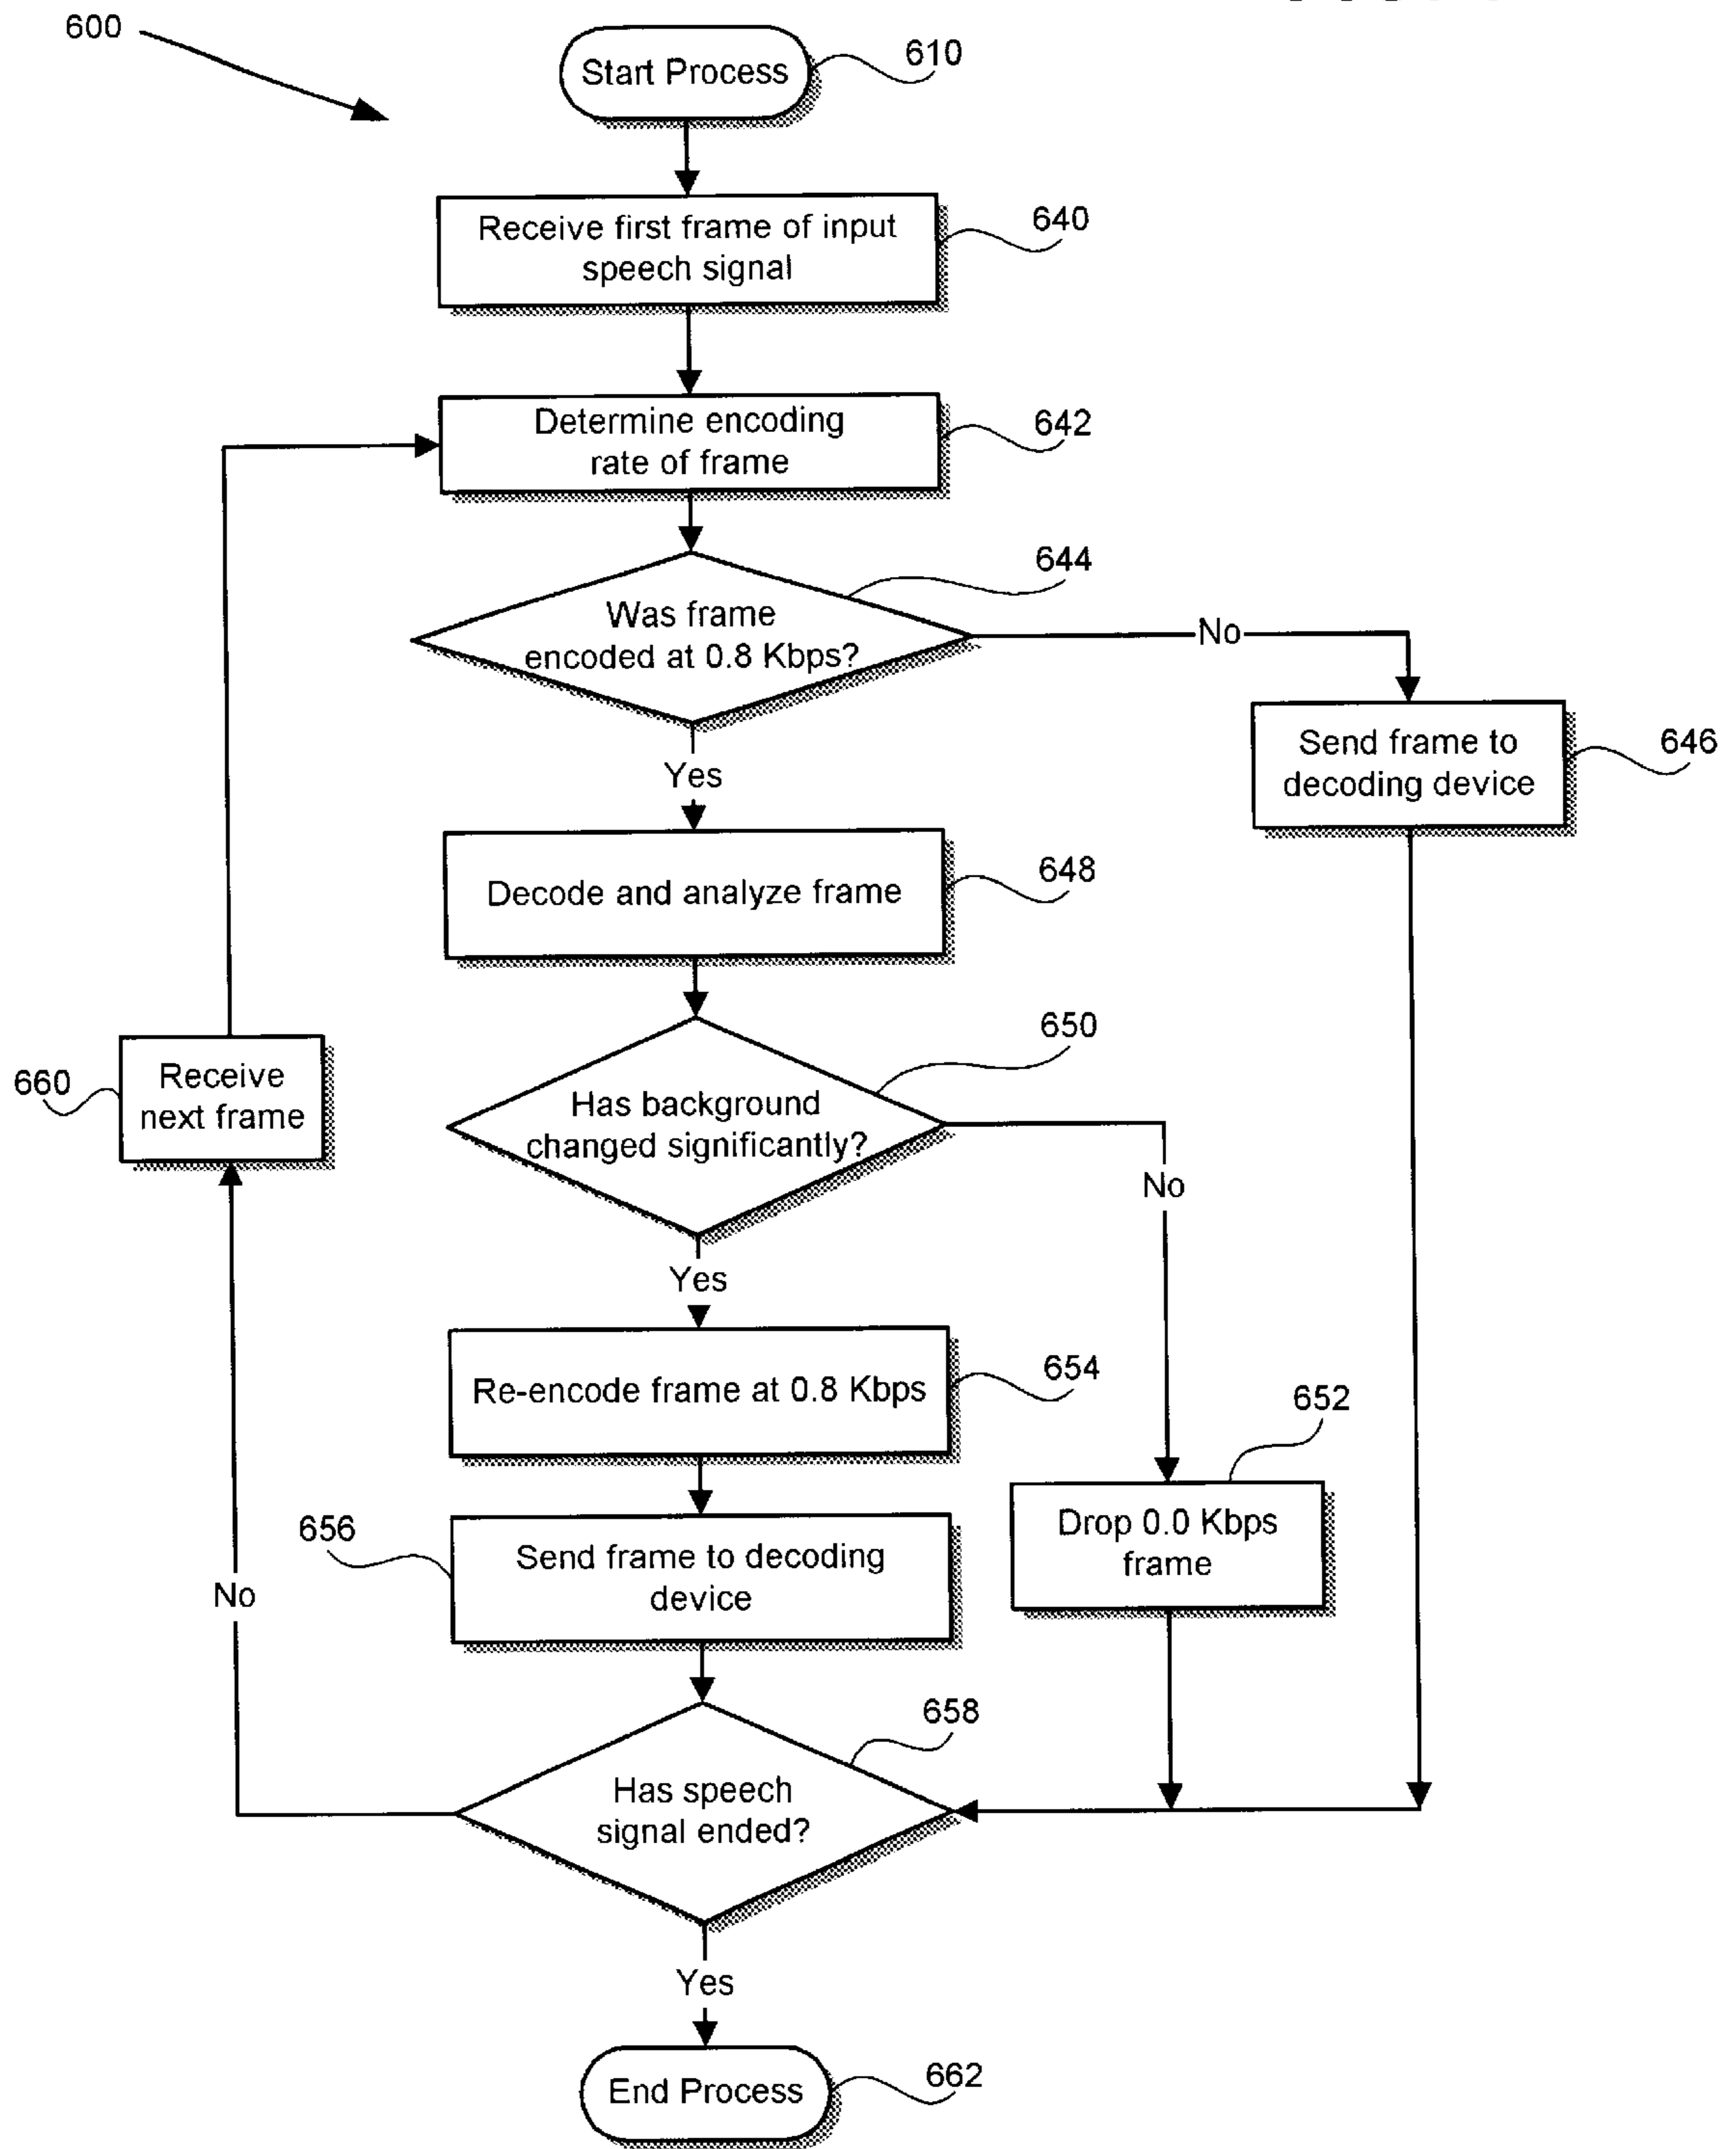 600
Start Process
610
Receive first frame of input
speech signal
640
Determine encoding
rate of frame
642
644
Was frame
encoded at 0.8 Kbps?
No
Yes
Send frame to
decoding device
646
Decode and analyze frame
648
650
Has background
changed significantly?
No
Yes
660
Receive
next frame
Re-encode frame at 0.8 Kbps
654
652
Drop 0.0 Kbps
frame
656
Send frame to decoding
device
No
658
Has speech
signal ended?
Yes
End Process
662